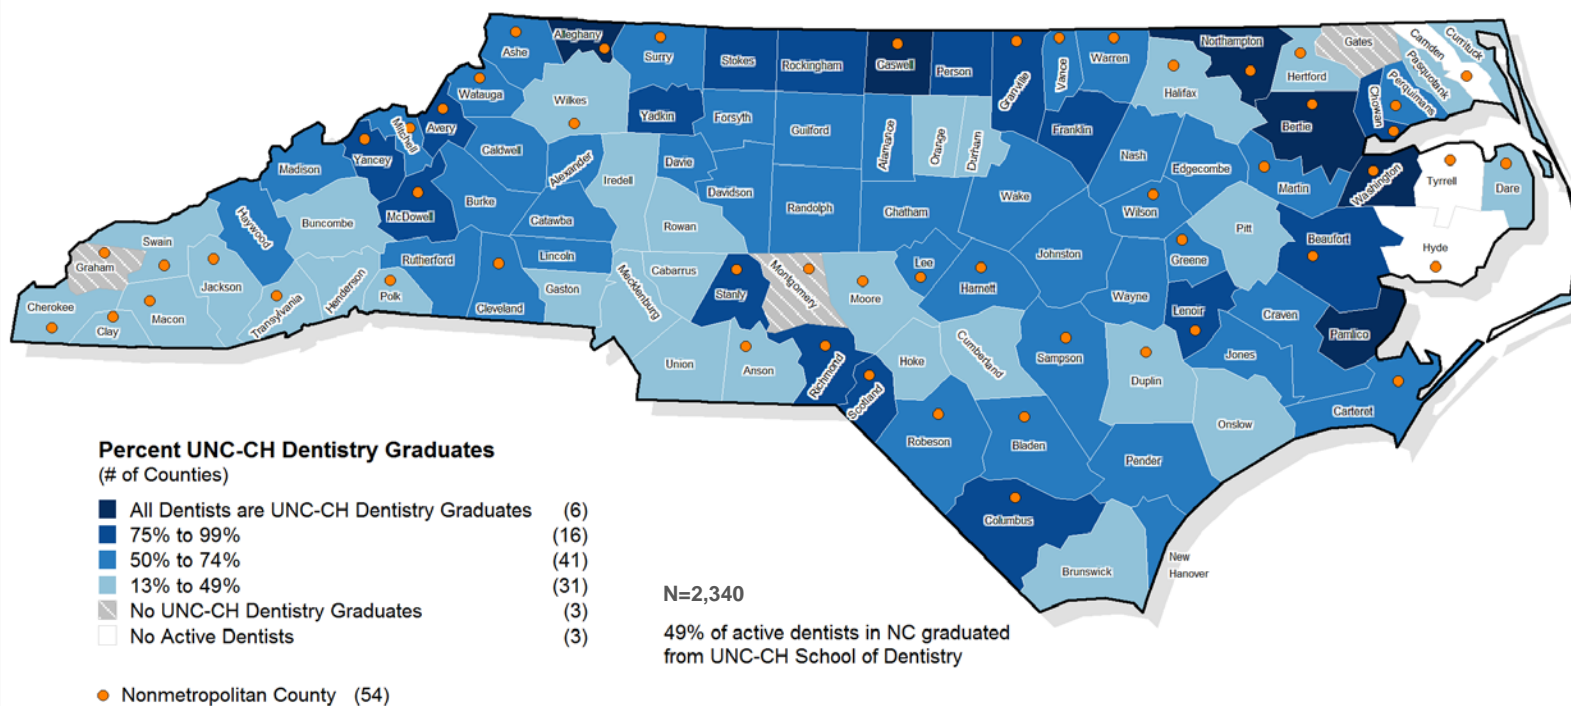 Ashe
Alleghany
Surry
Stokes
Rockingham
Caswell
Person
Granville
Vance
Warren
Northampton
Gates
Camden
Currituck
Hertford
Pasquotank
Perquimans
Chowan
Halifax
Watauga
Wilkes
Yadkin
Forsyth
Guilford
Alamance
Orange
Durham
Franklin
Bertie
Mitchell
Avery
Yancey
Caldwell
Alexander
Davie
Iredell
Nash
Edgecombe
Martin
Washington
Tyrrell
Dare
Madison
Burke
McDowell
Catawba
Davidson
Randolph
Chatham
Wake
Wilson
Haywood
Buncombe
Rowan
Pitt
Beaufort
Hyde
Swain
Graham
Jackson
Rutherford
Lincoln
Cabarrus
Mecklenburg
Stanly
Montgomery
Moore
Lee
Harnett
Johnston
Greene
Cherokee
Clay
Macon
Transylvania
Henderson
Polk
Cleveland
Gaston
Wayne
Lenoir
Craven
Pamlico
Union
Anson
Richmond
Scotland
Hoke
Cumberland
Sampson
Duplin
Jones
Onslow
Carteret
Robeson
Bladen
Pender
Columbus
Brunswick
New
Hanover
Percent UNC-CH Dentistry Graduates
(# of Counties)
All Dentists are UNC-CH Dentistry Graduates (6)
75% to 99% (16)
50% to 74% (41)
13% to 49% (31)
No UNC-CH Dentistry Graduates (3)
No Active Dentists (3)
Nonmetropolitan County (54)
N=2,340
49% of active dentists in NC graduated
from UNC-CH School of Dentistry